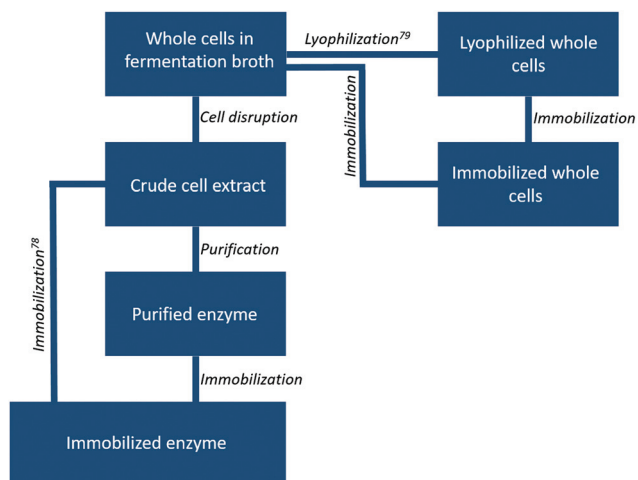 Whole cells in
fermentation broth
Lyophilization79
Lyophilized whole
cells
Immobilization
Cell disruption
Immobilization
Crude cell extract
Immobilized whole
cells
Immobilization78
Purification
Purified enzyme
Immobilization
Immobilized enzyme